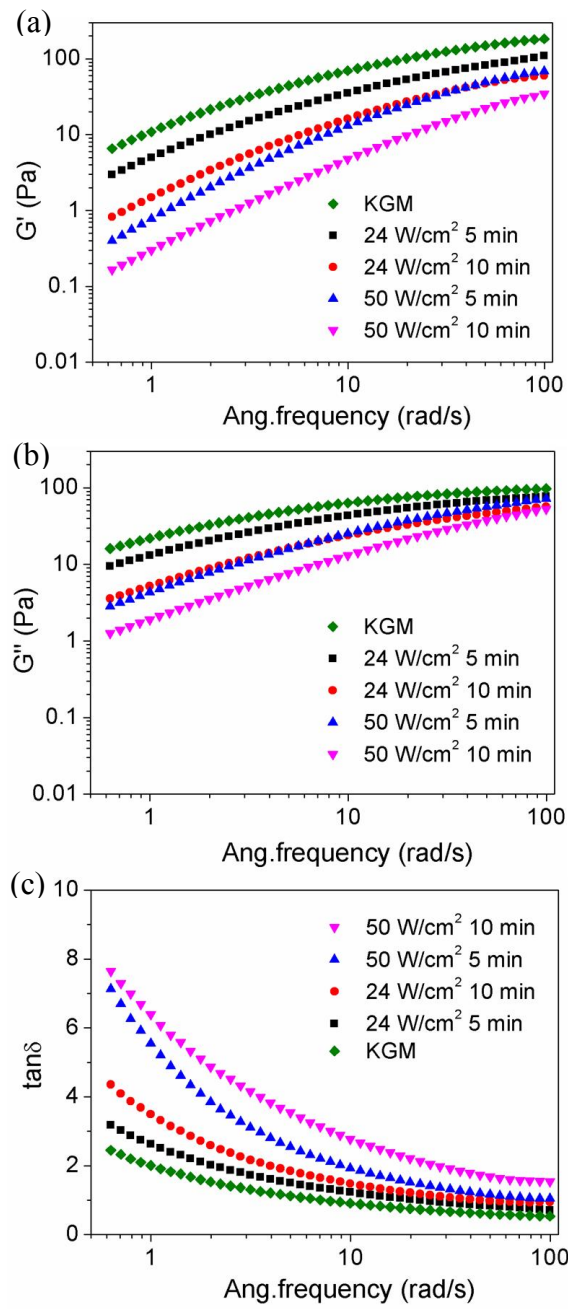 (a)
100
10
1
0.1
0.01
G' (Pa)
KGM
24 W/cm² 5 min
24 W/cm² 10 min
50 W/cm² 5 min
50 W/cm² 10 min
1 10 100
Ang.frequency (rad/s)
(b)
100
10
1
0.1
0.01
G" (Pa)
KGM
24 W/cm² 5 min
24 W/cm² 10 min
50 W/cm² 5 min
50 W/cm² 10 min
1 10 100
Ang.frequency (rad/s)
(c)
10
8
6
4
2
0
tanδ
50 W/cm² 10 min
50 W/cm² 5 min
24 W/cm² 10 min
24 W/cm² 5 min
KGM
1 10 100
Ang.frequency (rad/s)